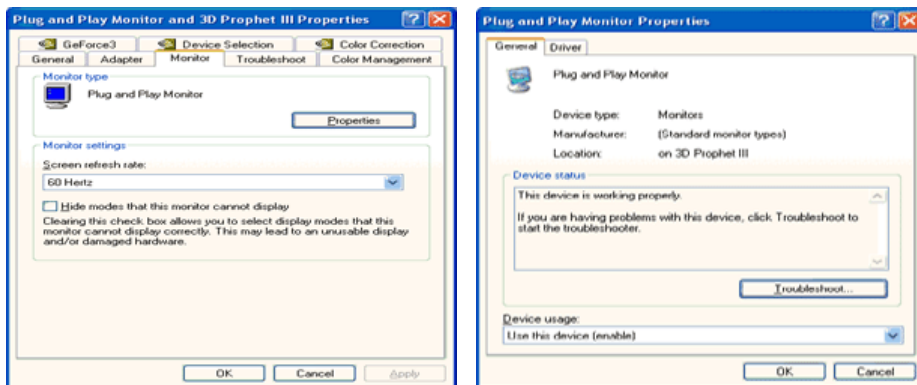 Plug and Play Monitor and 3D Prophet III Properties
GeForce3 Device Selection Color Correction
General Adapter Monitor Troubleshoot Color Management
Monitor type
Plug and Play Monitor
Properties
Monitor settings
Screen refresh rate:
60 Hertz
Hide modes that this monitor cannot display
Clearing this check box allows you to select display modes that this
monitor cannot display correctly. This may lead to an unusable display
and/or damaged hardware.
OK Cancel Apply
Plug and Play Monitor Properties
General Driver
Plug and Play Monitor
Device type: Monitors
Manufacturer: (Standard monitor types)
Location: on 3D Prophet III
Device status
This device is working properly.
If you are having problems with this device, click Troubleshoot to
start the troubleshooter.
Troubleshoot...
Device usage:
Use this device (enable)
OK Cancel